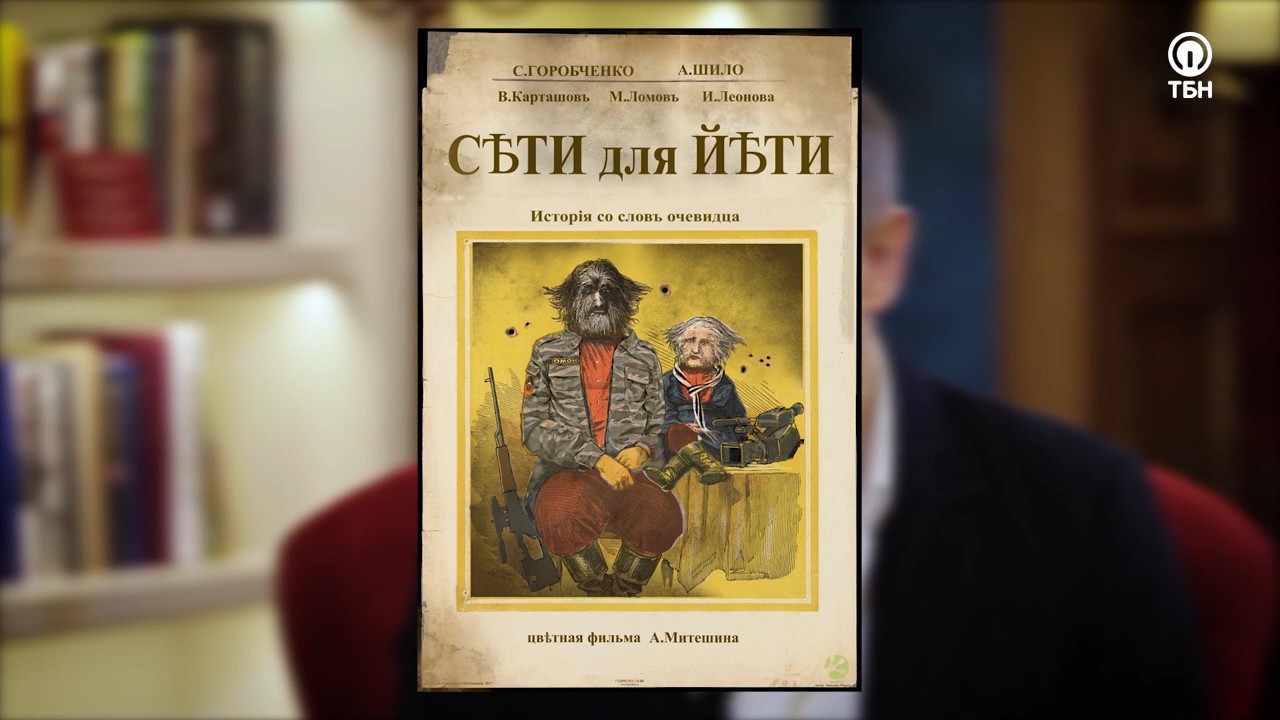 С.ГОРОБЧЕНКО А.ШИЛО
В.Карташовъ М.Ломовъ И.Леонова
СѢТИ для ЙѢТИ
Исторія со словъ очевидца
ОМОН
цвѣтная фильма А.Митешина
ТБН